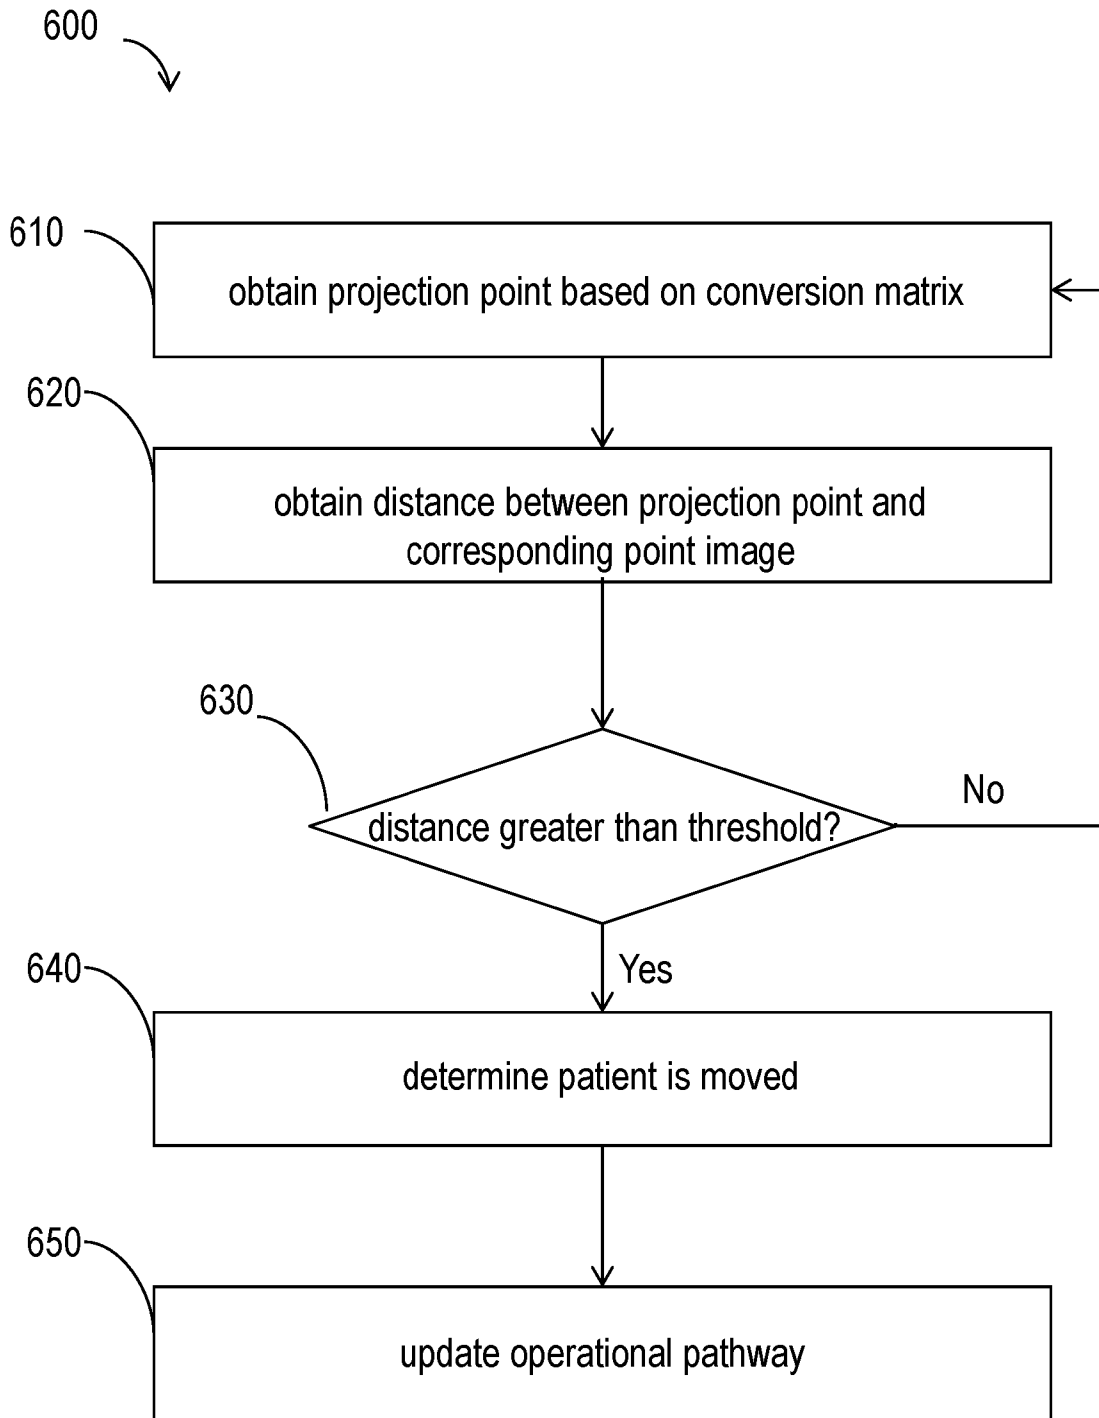 600
610
obtain projection point based on conversion matrix
620
obtain distance between projection point and
corresponding point image
630
distance greater than threshold?
No
Yes
640
determine patient is moved
650
update operational pathway